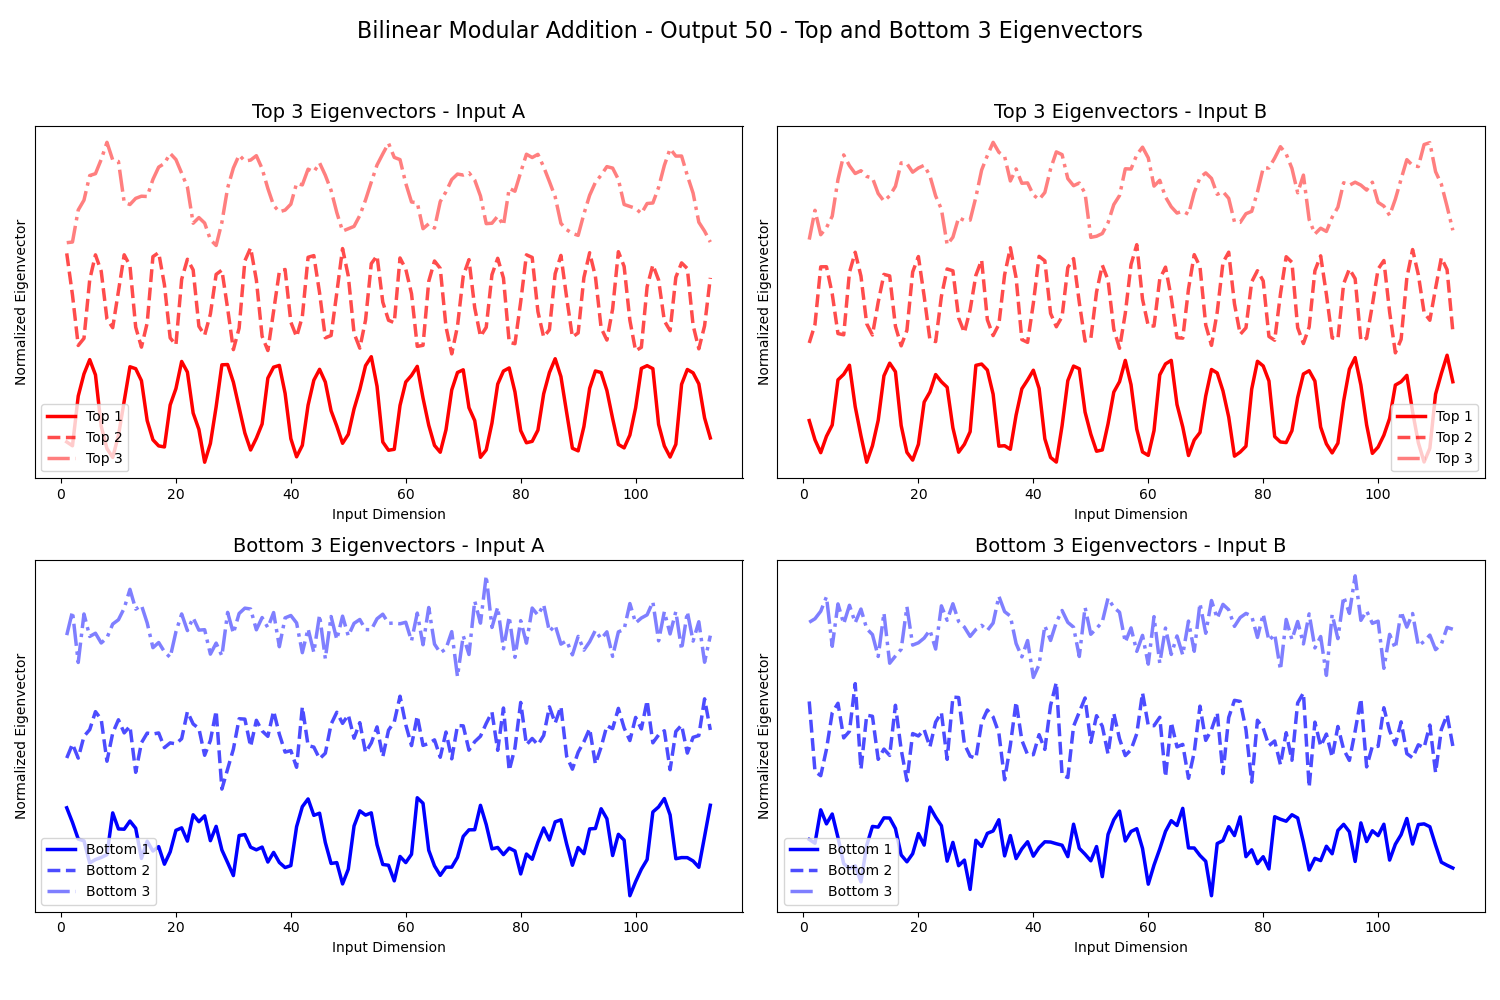 Bilinear Modular Addition - Output 50 - Top and Bottom 3 Eigenvectors
Top 3 Eigenvectors - Input A
Normalized Eigenvector
Top 1
Top 2
Top 3
0 20 40 60 80 100
Input Dimension
Top 3 Eigenvectors - Input B
Normalized Eigenvector
Top 1
Top 2
Top 3
0 20 40 60 80 100
Input Dimension
Bottom 3 Eigenvectors - Input A
Normalized Eigenvector
Bottom 1
Bottom 2
Bottom 3
0 20 40 60 80 100
Input Dimension
Bottom 3 Eigenvectors - Input B
Normalized Eigenvector
Bottom 1
Bottom 2
Bottom 3
0 20 40 60 80 100
Input Dimension